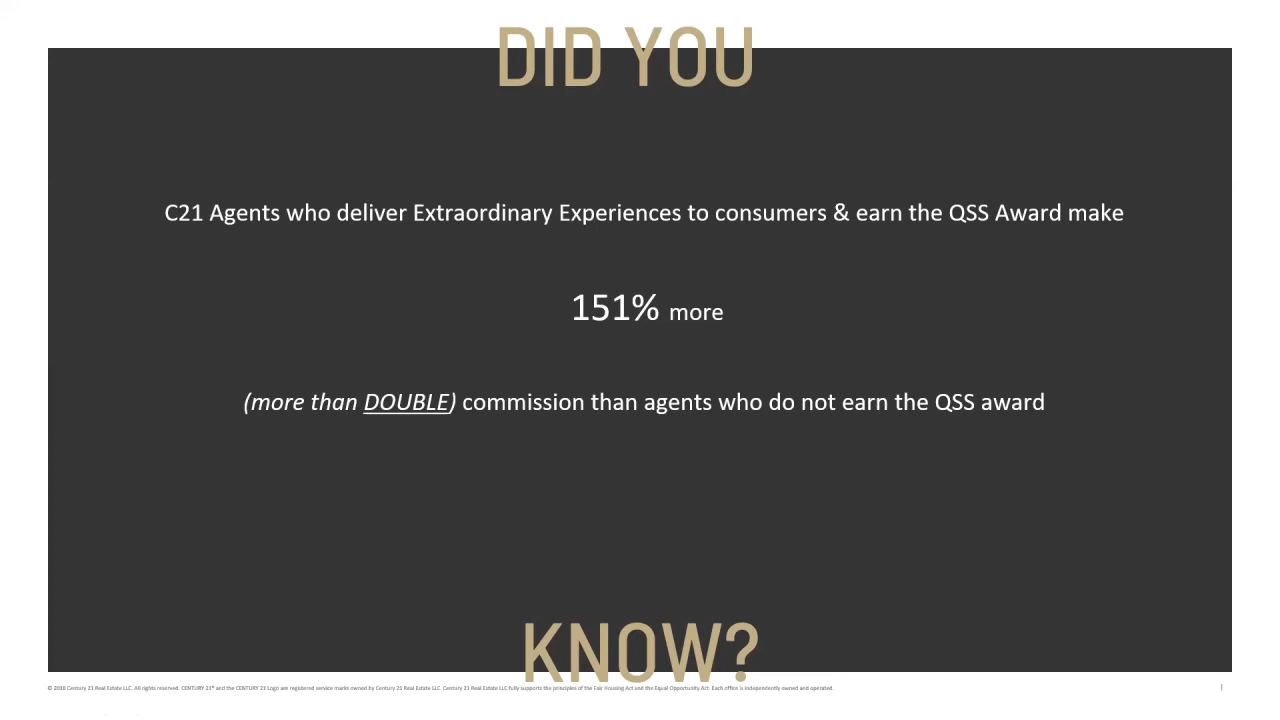 DID YOU
C21 Agents who deliver Extraordinary Experiences to consumers & earn the QSS Award make
151% more
(more than DOUBLE) commission than agents who do not earn the QSS award
KNOW?
© 2018 Century 21 Real Estate LLC. All rights reserved. CENTURY 21® and the CENTURY 21 Logo are registered service marks owned by Century 21 Real Estate LLC. Century 21 Real Estate LLC fully supports the principles of the Fair Housing Act and the Equal Opportunity Act. Each office is independently owned and operated.